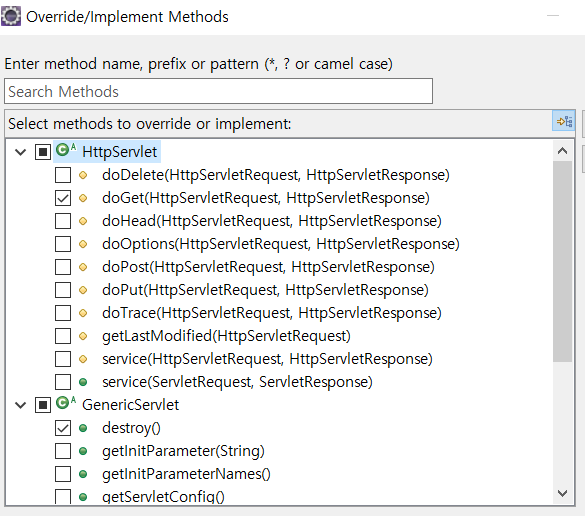 Override/Implement Methods
Enter method name, prefix or pattern (*, ? or camel case)
Search Methods
Select methods to override or implement:
HttpServlet
doDelete(HttpServletRequest, HttpServletResponse)
doGet(HttpServletRequest, HttpServletResponse)
doHead(HttpServletRequest, HttpServletResponse)
doOptions(HttpServletRequest, HttpServletResponse)
doPost(HttpServletRequest, HttpServletResponse)
doPut(HttpServletRequest, HttpServletResponse)
doTrace(HttpServletRequest, HttpServletResponse)
getLastModified(HttpServletRequest)
service(HttpServletRequest, HttpServletResponse)
service(ServletRequest, ServletResponse)
GenericServlet
destroy()
getInitParameter(String)
getInitParameterNames()
getServletConfig()